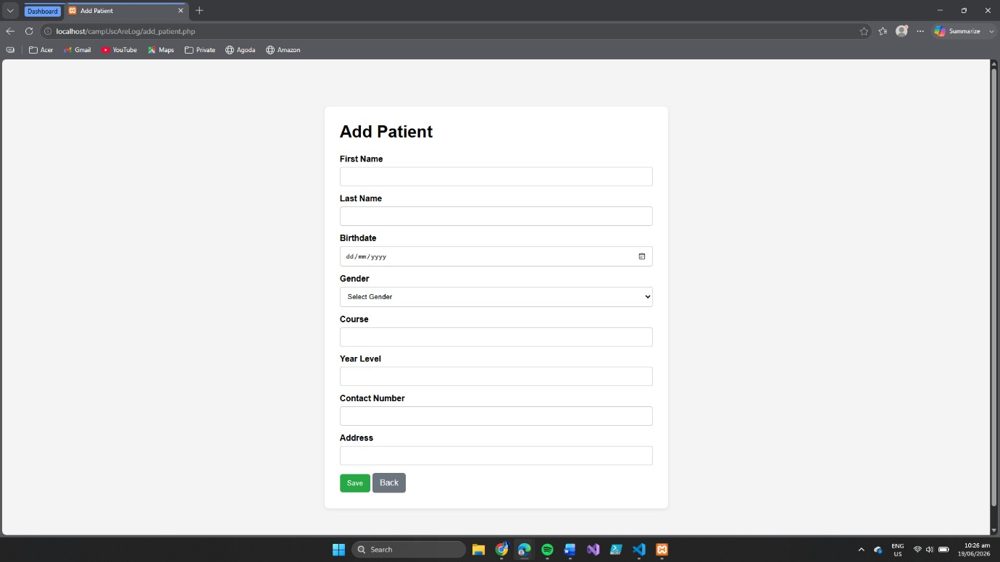 Dashboard
Add Patient
localhost/campUscAreLog/add_patient.php
Summarize
Acer
Gmail
YouTube
Maps
Private
Agoda
Amazon
Add Patient
First Name
Last Name
Birthdate
dd/mm/yyyy
Gender
Select Gender
Course
Year Level
Contact Number
Address
Save
Back
Search
ENG
US
10:26 am
19/06/2026